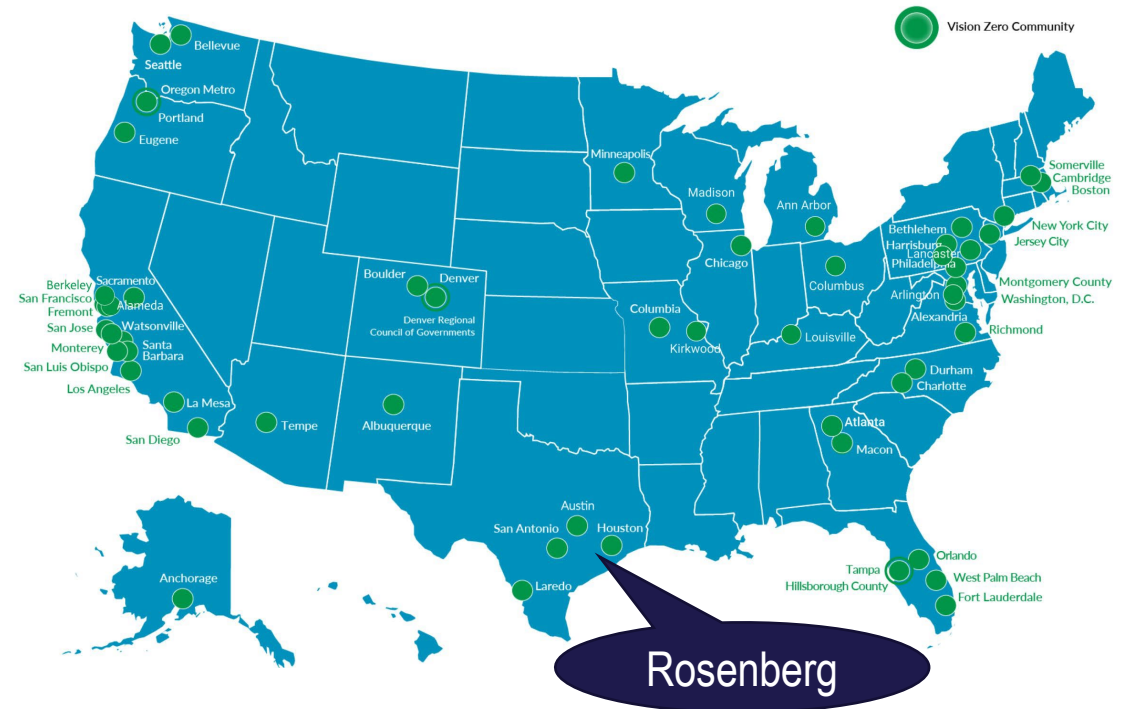 Vision Zero Community
Bellevue
Seattle
Oregon Metro
Portland
Eugene
Minneapolis
Madison
Ann Arbor
Chicago
Columbus
Somerville
Cambridge
Boston
New York City
Jersey City
Bethlehem
Harrisburg
Lancaster
Philadelphia
Montgomery County
Arlington
Washington, D.C.
Alexandria
Richmond
Boulder
Denver
Denver Regional
Council of Governments
Columbia
Kirkwood
Louisville
Berkeley
Sacramento
San Francisco
Alameda
Fremont
San Jose
Watsonville
Monterey
Santa
Barbara
San Luis Obispo
Los Angeles
La Mesa
San Diego
Tempe
Albuquerque
Durham
Charlotte
Atlanta
Macon
Austin
San Antonio
Houston
Laredo
Orlando
Tampa
Hillsborough County
West Palm Beach
Fort Lauderdale
Anchorage
Rosenberg